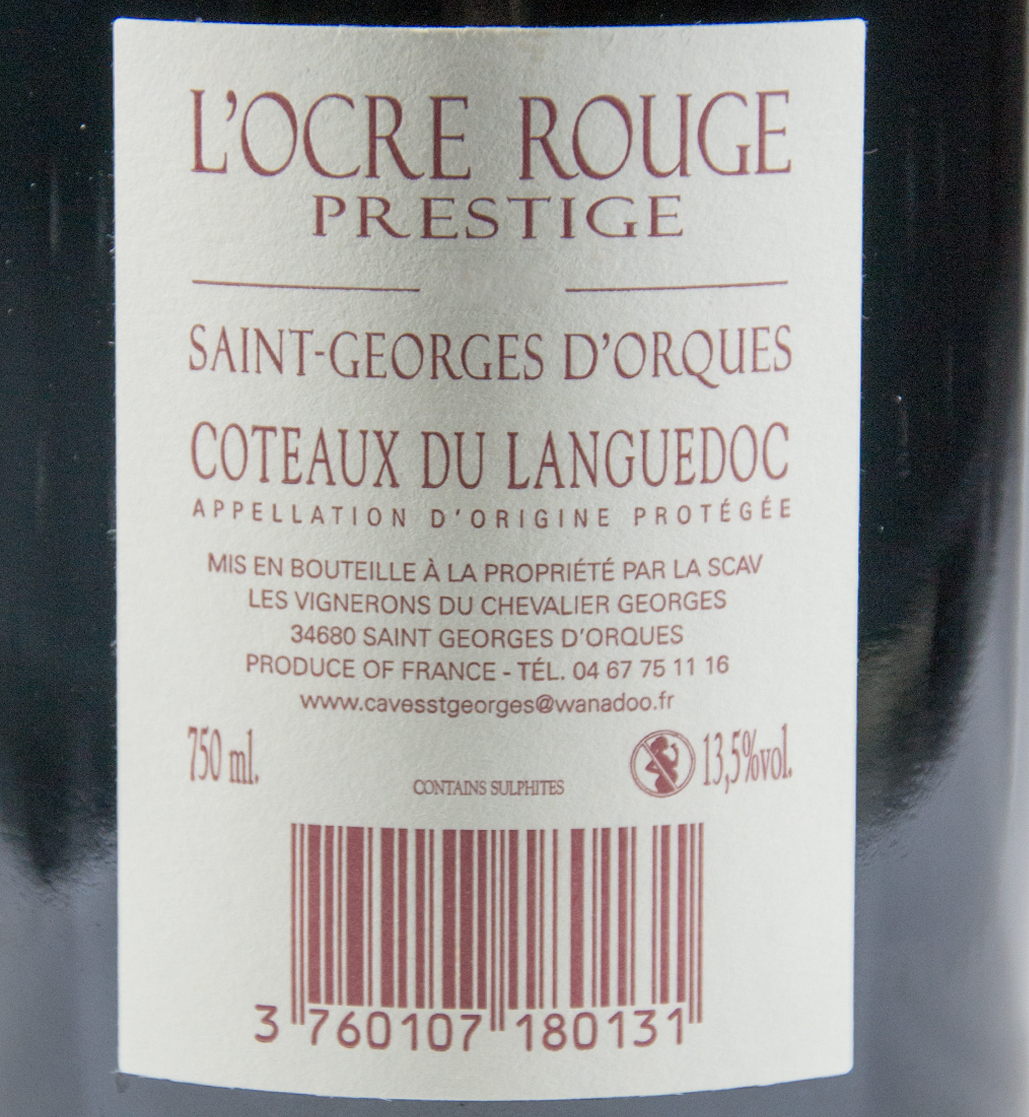 L'OCRE ROUGE
PRESTIGE
SAINT-GEORGES D'ORQUES
COTEAUX DU LANGUEDOC
APPELLATION D'ORIGINE PROTÉGÉE
MIS EN BOUTEILLE À LA PROPRIÉTÉ PAR LA SCAV
LES VIGNERONS DU CHEVALIER GEORGES
34680 SAINT GEORGES D'ORQUES
PRODUCE OF FRANCE - TÉL. 04 67 75 11 16
www.cavesstgeorges@wanadoo.fr
750 ml.
CONTAINS SULPHITES
13,5%vol.
3 760107 180131